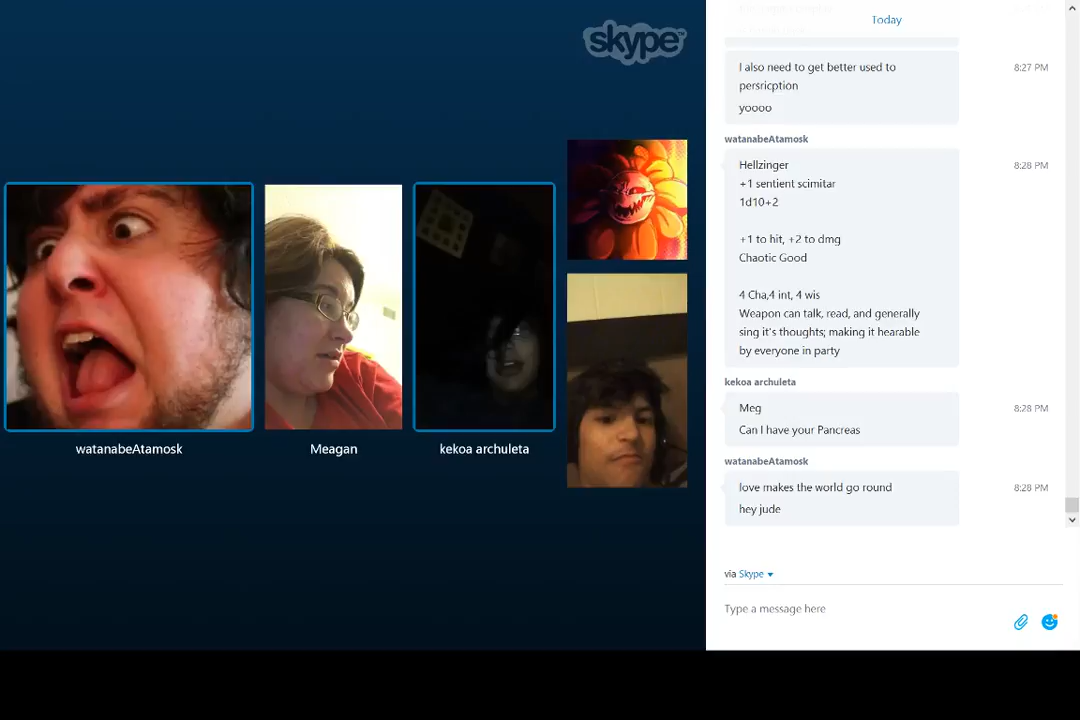 skype
watanabeAtamosk
Meagan
kekoa archuleta
Today
I also need to get better used to
persricption
yoooo
8:27 PM
watanabeAtamosk
Hellzinger
8:28 PM
+1 sentient scimitar
1d10+2
+1 to hit, +2 to dmg
Chaotic Good
4 Cha,4 int, 4 wis
Weapon can talk, read, and generally
sing it's thoughts; making it hearable
by everyone in party
kekoa archuleta
Meg
8:28 PM
Can I have your Pancreas
watanabeAtamosk
love makes the world go round
8:28 PM
hey jude
via Skype
Type a message here